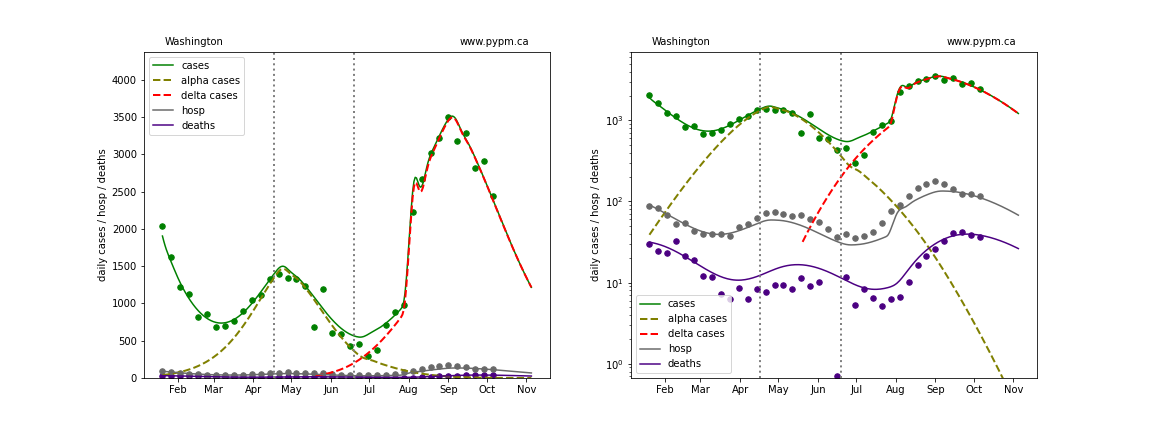 Washington www.pypm.ca
cases
alpha cases
delta cases
hosp
deaths
daily cases / hosp / deaths
4000
3500
3000
2500
2000
1500
1000
500
0
Feb Mar Apr May Jun Jul Aug Sep Oct Nov
Washington www.pypm.ca
daily cases / hosp / deaths
10³
10²
10¹
10⁰
cases
alpha cases
delta cases
hosp
deaths
Feb Mar Apr May Jun Jul Aug Sep Oct Nov